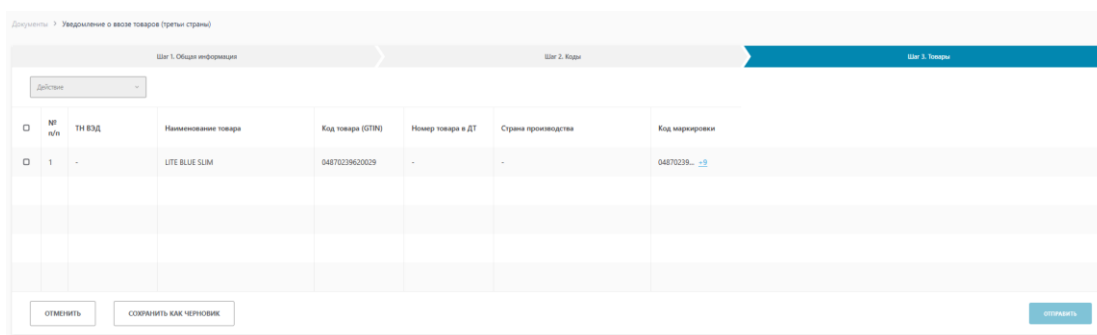 Документы > Уведомление о ввозе товаров (третьи страны)
Шаг 1. Общая информация Шаг 2. Коды Шаг 3. Товары
Действие
№ п/п ТН ВЭД Наименование товара Код товара (GTIN) Номер товара в ДТ Страна производства Код маркировки
1 - LITE BLUE SLIM 04870239620029 - - 04870239... +9
ОТМЕНИТЬ СОХРАНИТЬ КАК ЧЕРНОВИК ОТПРАВИТЬ